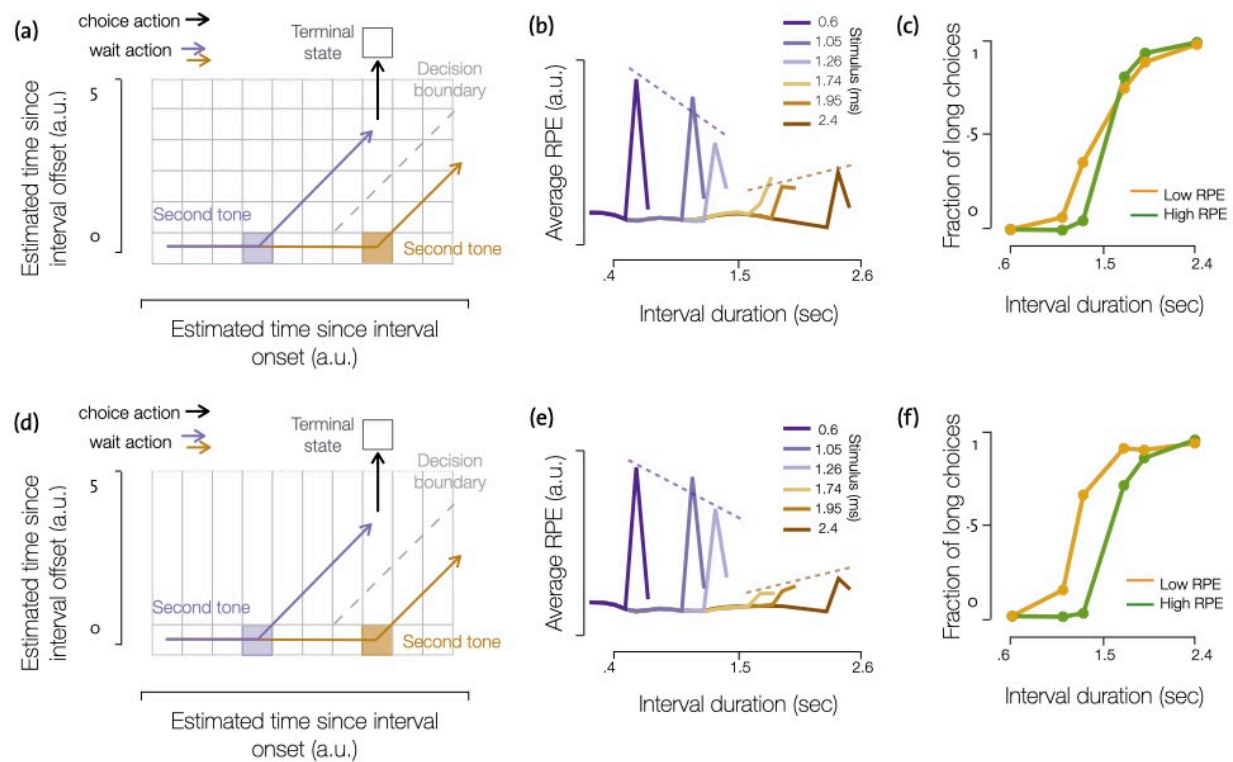 (a)
choice action
wait action
Terminal
state
Decision
boundary
5
0
Estimated time since
interval offset (a.u.)
Second tone
Second tone
Estimated time since interval
onset (a.u.)
(b)
Average RPE (a.u.)
0.6
1.05
1.26
1.74
1.95
2.4
Stimulus (ms)
.4
1.5
2.6
Interval duration (sec)
(c)
Fraction of long choices
1
.5
0
Low RPE
High RPE
.6
1.5
2.4
Interval duration (sec)
(d)
choice action
wait action
Terminal
state
Decision
boundary
5
0
Estimated time since
interval offset (a.u.)
Second tone
Second tone
Estimated time since interval
onset (a.u.)
(e)
Average RPE (a.u.)
0.6
1.05
1.26
1.74
1.95
2.4
Stimulus (ms)
.4
1.5
2.6
Interval duration (sec)
(f)
Fraction of long choices
1
.5
0
Low RPE
High RPE
.6
1.5
2.4
Interval duration (sec)